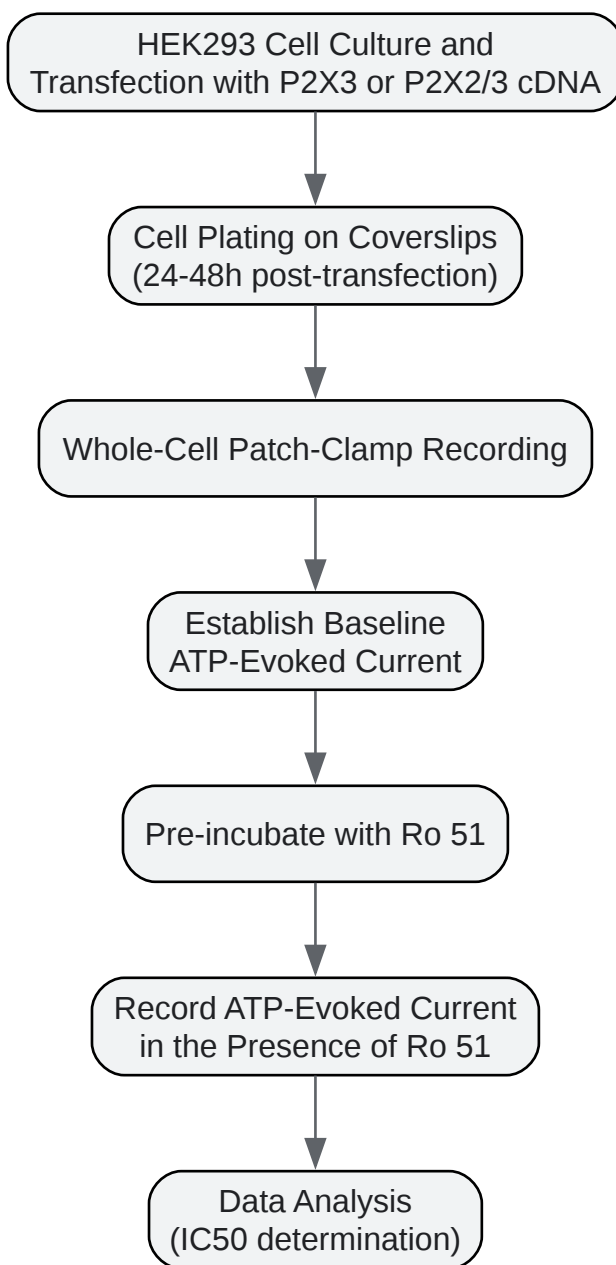 HEK293 Cell Culture and
Transfection with P2X3 or P2X2/3 cDNA
Cell Plating on Coverslips
(24-48h post-transfection)
Whole-Cell Patch-Clamp Recording
Establish Baseline
ATP-Evoked Current
Pre-incubate with Ro 51
Record ATP-Evoked Current
in the Presence of Ro 51
Data Analysis
(IC50 determination)